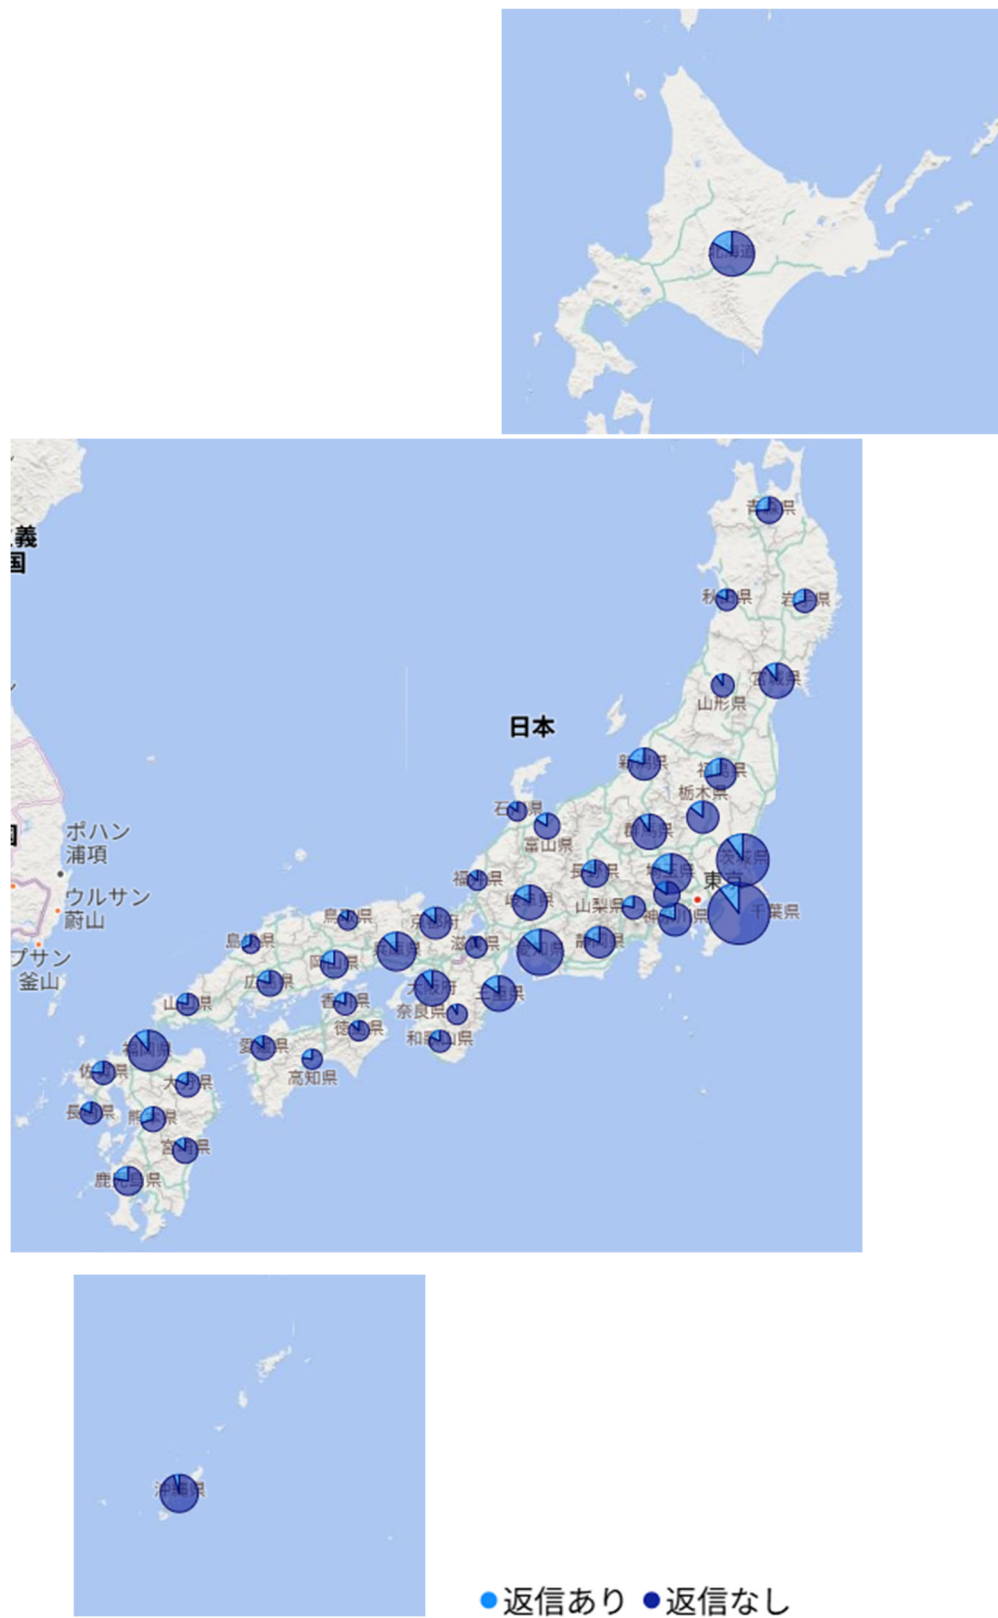 北海道
青森県
秋田県
岩手県
宮城県
山形県
日本
新潟県
福島県
栃木県
石川県
群馬県
富山県
茨城県
長野県
埼玉県
東京
福井県
岐阜県
山梨県
神奈川県
千葉県
義
国
ポハン
浦項
ウルサン
蔚山
プサン
釜山
鳥取県
京都府
島根県
兵庫県
滋賀県
愛知県
静岡県
岡山県
広島県
大阪府
三重県
山口県
香川県
奈良県
徳島県
和歌山県
福岡県
愛媛県
高知県
佐賀県
大分県
長崎県
熊本県
宮崎県
鹿児島県
沖縄県
返信あり 返信なし